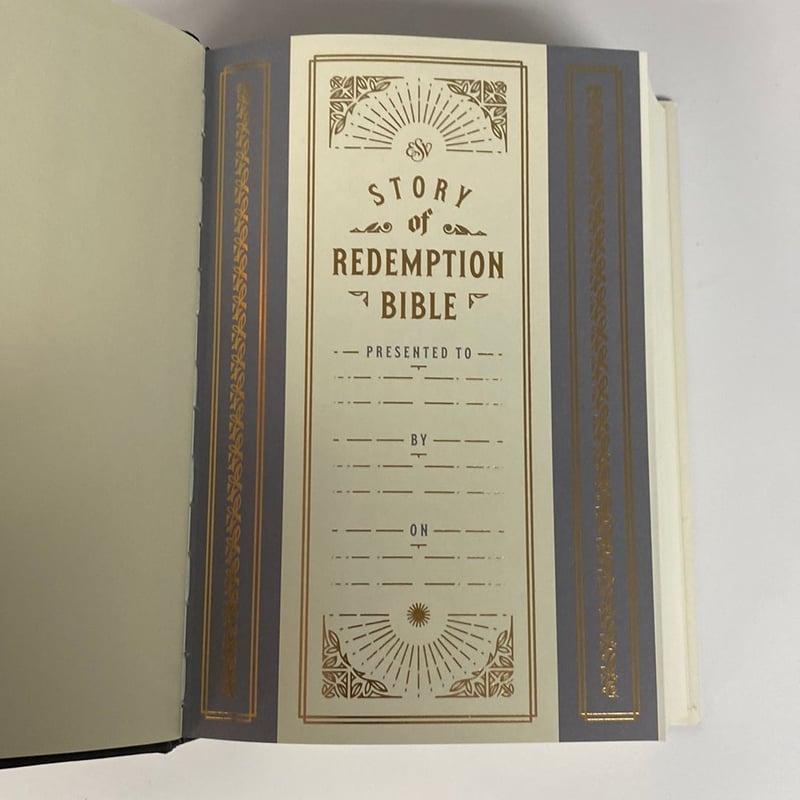 ESV
STORY
of
REDEMPTION
BIBLE
PRESENTED TO
BY
ON